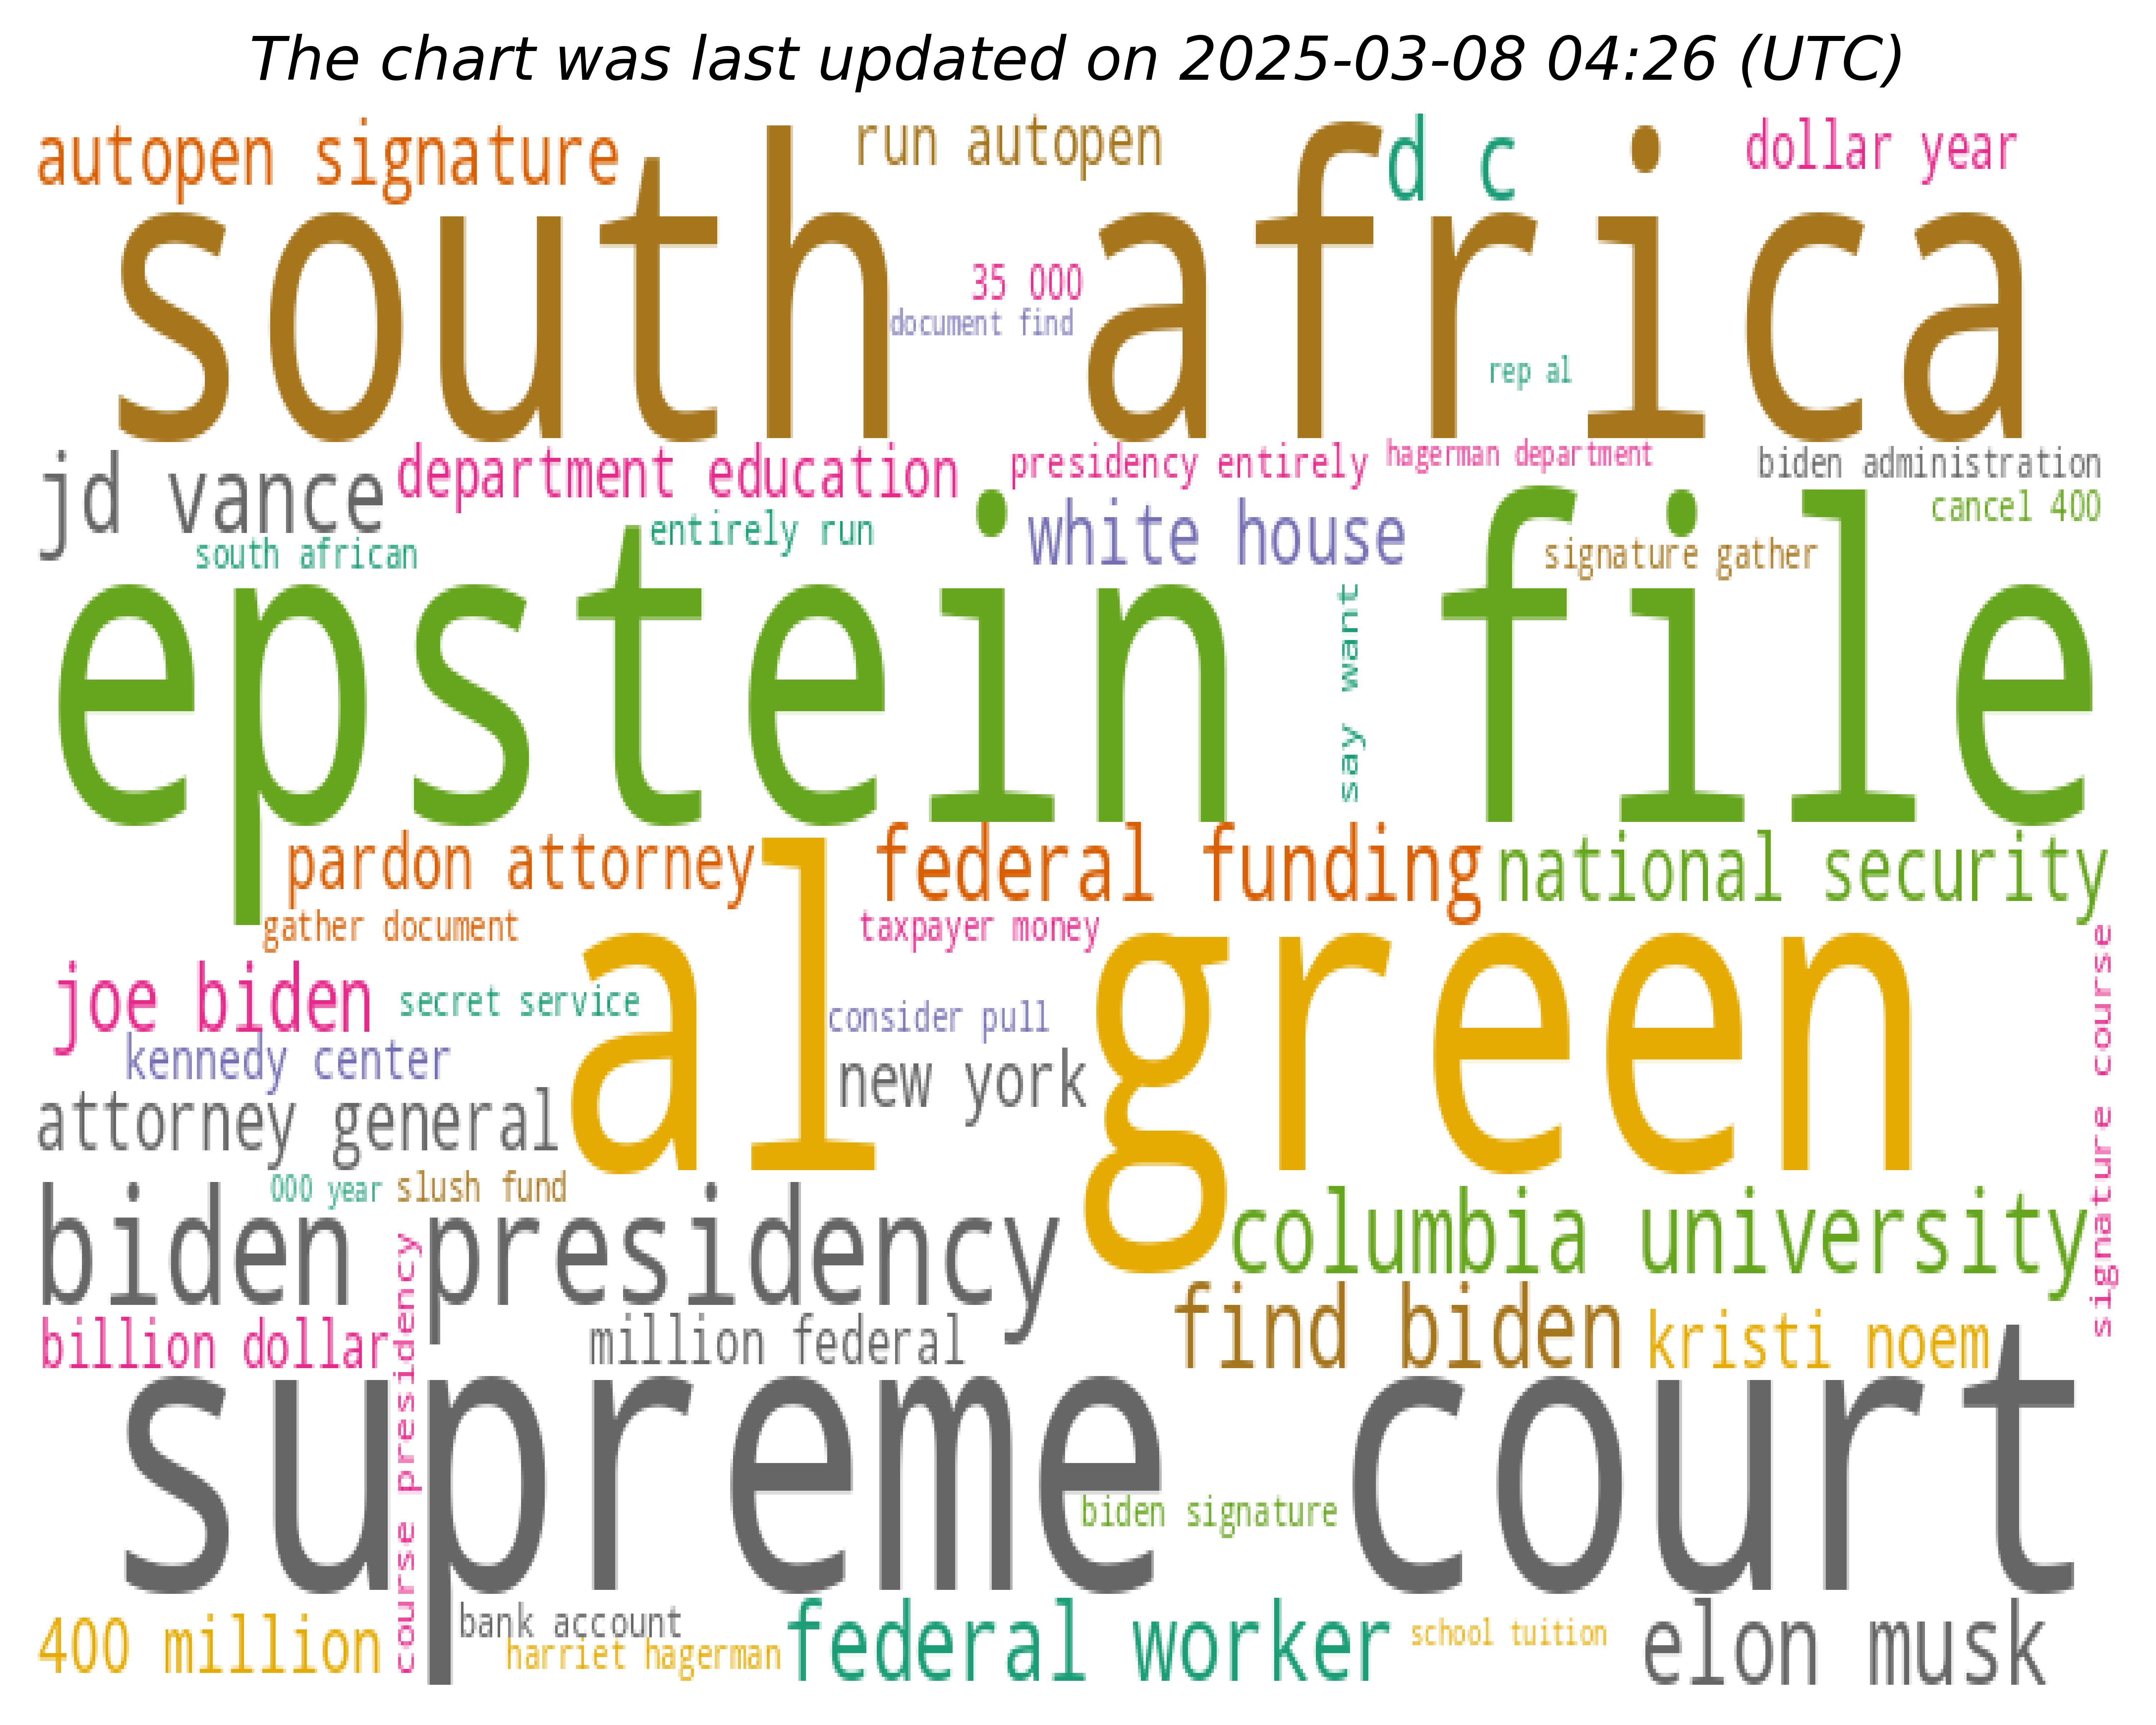 The chart was last updated on 2025-03-08 04:26 (UTC)
autopen signature
run autopen
d c
dollar year
south africa
35 000
document find
rep al
jd vance
department education
presidency entirely
hagerman department
biden administration
cancel 400
entirely run
white house
south african
signature gather
epstein file
say want
pardon attorney
federal funding
national security
gather document
taxpayer money
al green
joe biden
secret service
consider pull
kennedy center
new york
attorney general
signature course
000 year
slush fund
biden presidency
columbia university
course presidency
find biden
kristi noem
billion dollar
million federal
supreme court
biden signature
400 million
bank account
harriet hagerman
federal worker
school tuition
elon musk